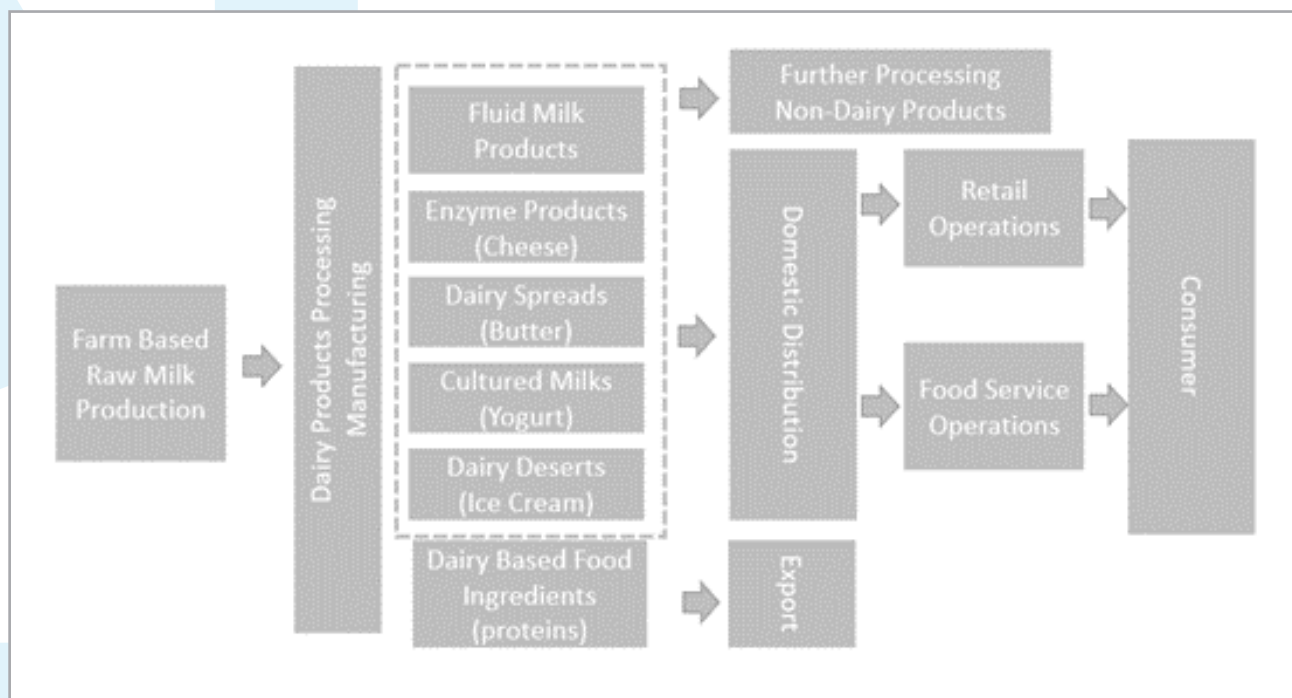 Farm Based
Raw Milk
Production
Dairy Products Processing
Manufacturing
Fluid Milk
Products
Enzyme Products
(Cheese)
Dairy Spreads
(Butter)
Cultured Milks
(Yogurt)
Dairy Deserts
(Ice Cream)
Dairy Based Food
Ingredients
(proteins)
Further Processing
Non-Dairy Products
Domestic Distribution
Export
Retail
Operations
Food Service
Operations
Consumer